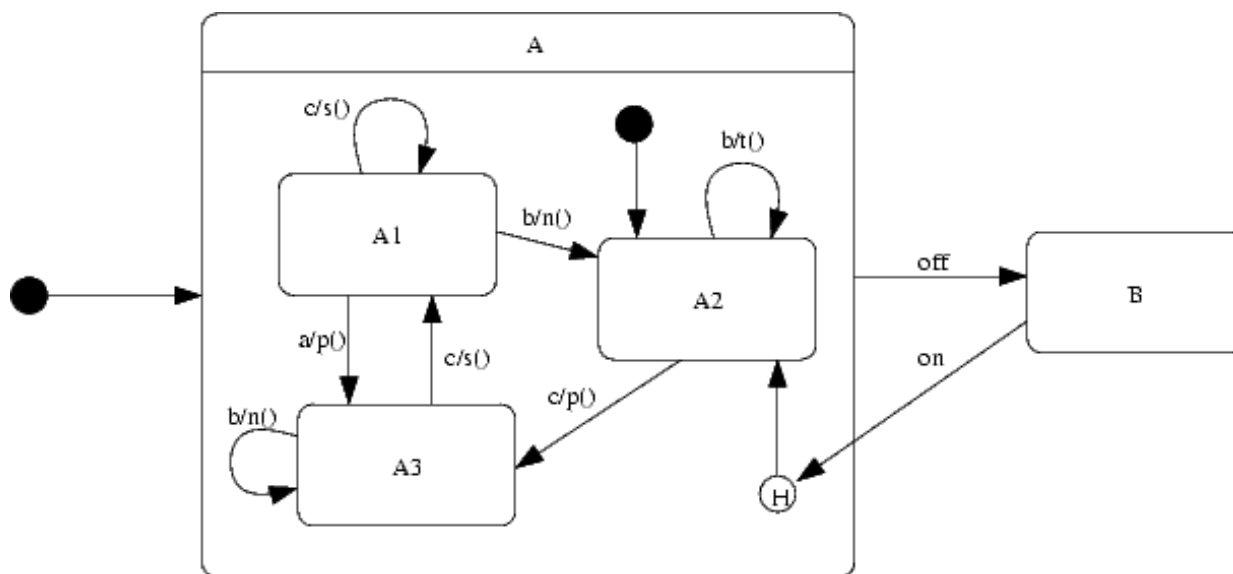 A
c/s()
b/t()
b/n()
A1
off
A2
B
a/p()
c/s()
on
c/p()
b/n()
A3
H